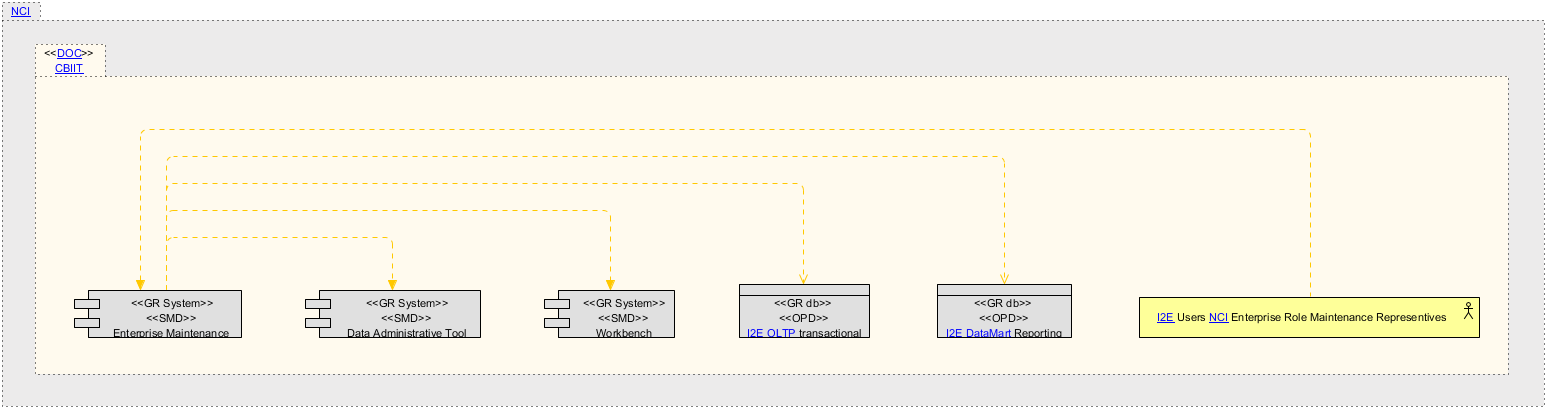 NCI
<<DOC>>
CBIIT
<<GR System>>
<<SMD>>
Enterprise Maintenance
<<GR System>>
<<SMD>>
Data Administrative Tool
<<GR System>>
<<SMD>>
Workbench
<<GR db>>
<<OPD>>
I2E OLTP transactional
<<GR db>>
<<OPD>>
I2E DataMart Reporting
I2E Users NCI Enterprise Role Maintenance Representives